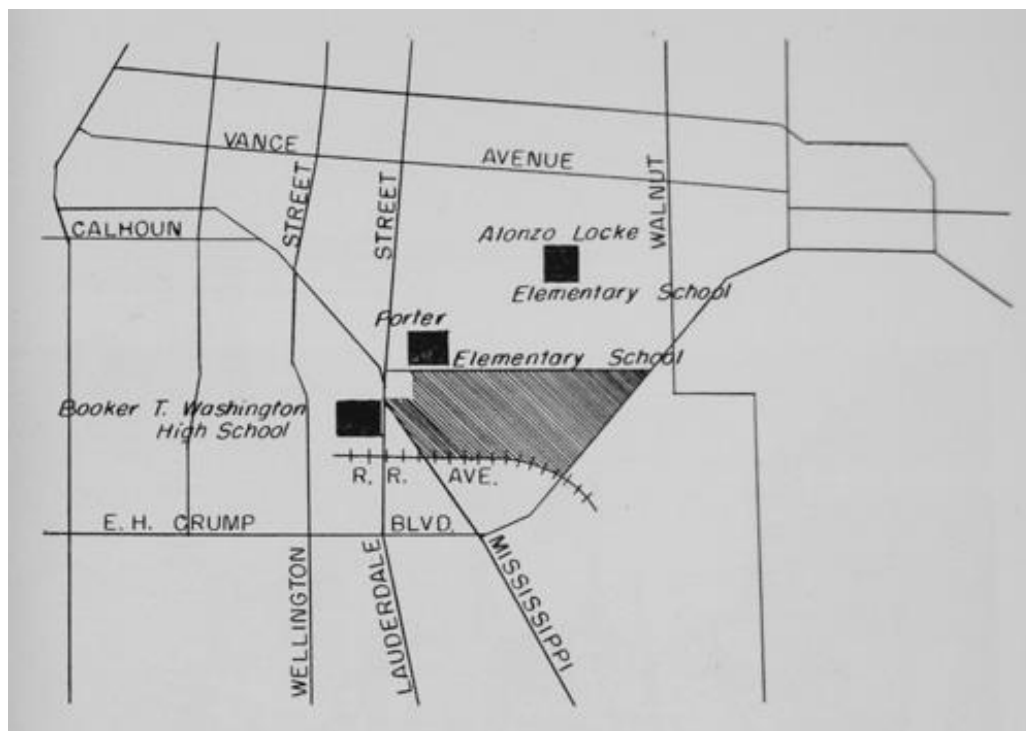 VANCE AVENUE
STREET
STREET
WALNUT
CALHOUN
Alonzo Locke
Elementary School
Porter
Elementary School
Booker T. Washington
High School
R. R. AVE.
E. H. CRUMP BLVD.
WELLINGTON
LAUDERDALE
MISSISSIPPI